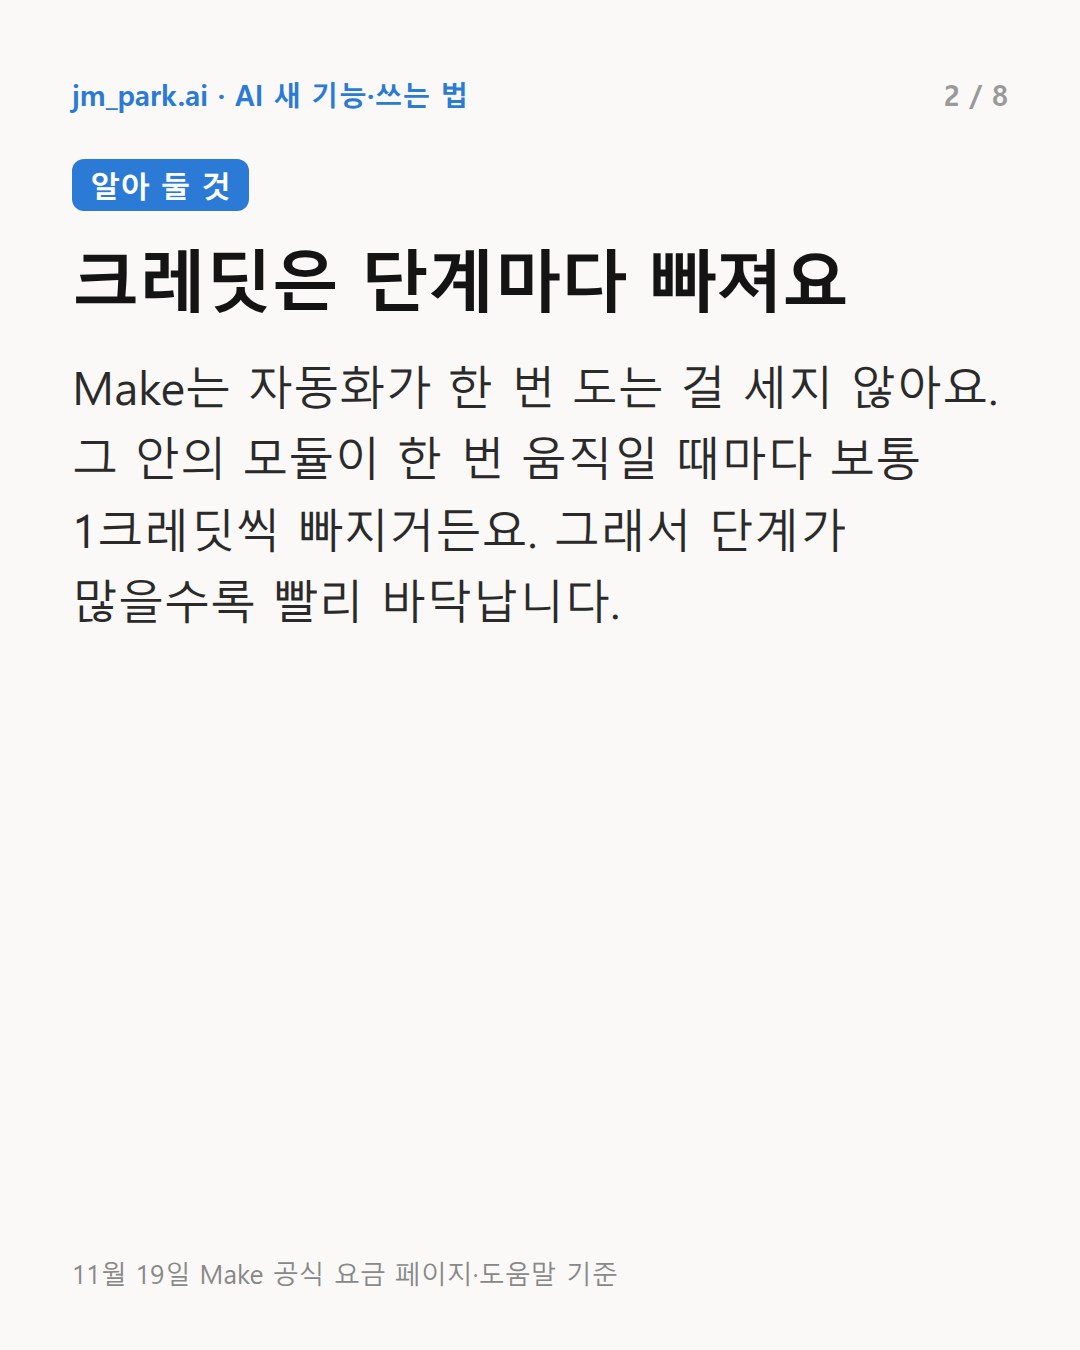 jm_park.ai · AI 새 기능·쓰는 법
2 / 8
알아 둘 것
크레딧은 단계마다 빠져요
Make는 자동화가 한 번 도는 걸 세지 않아요.
그 안의 모듈이 한 번 움직일 때마다 보통
1크레딧씩 빠지거든요. 그래서 단계가
많을수록 빨리 바닥납니다.
11월 19일 Make 공식 요금 페이지·도움말 기준